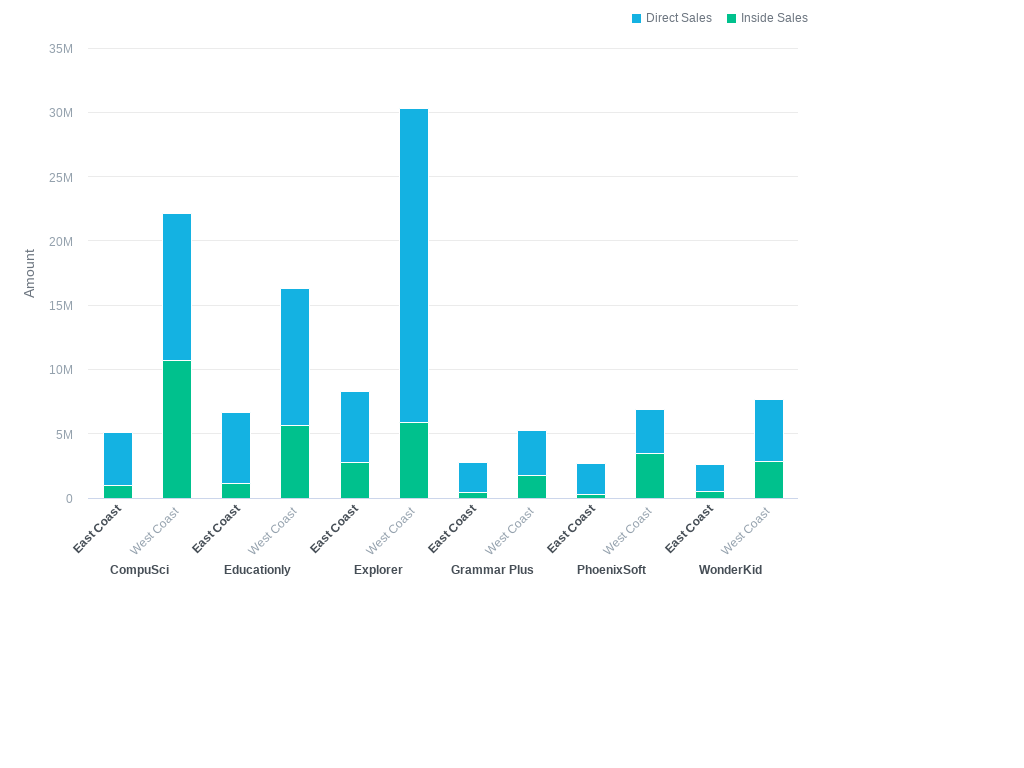 Direct Sales Inside Sales
35M
30M
25M
20M
15M
10M
5M
0
Amount
East Coast West Coast East Coast West Coast East Coast West Coast East Coast West Coast East Coast West Coast East Coast West Coast
CompuSci Educationly Explorer Grammar Plus PhoenixSoft WonderKid